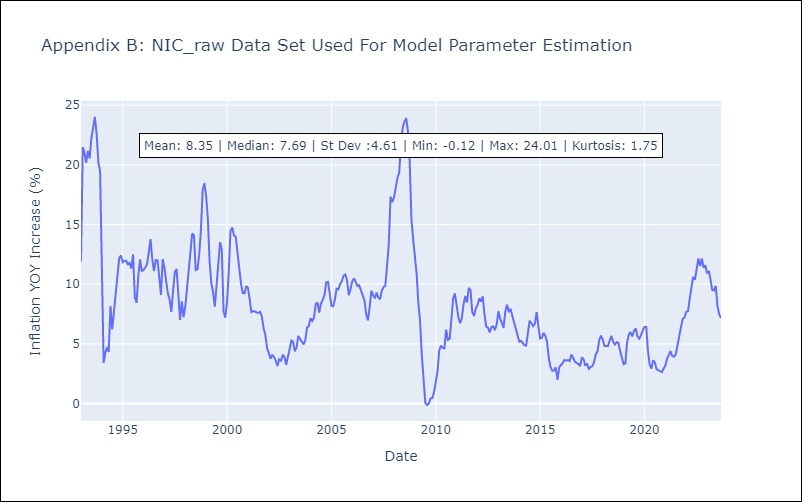 Appendix B: NIC_raw Data Set Used For Model Parameter Estimation
25
Mean: 8.35 | Median: 7.69 | St Dev :4.61 | Min: -0.12 | Max: 24.01 | Kurtosis: 1.75
20
15
10
5
0
Inflation YOY Increase (%)
1995 2000 2005 2010 2015 2020
Date